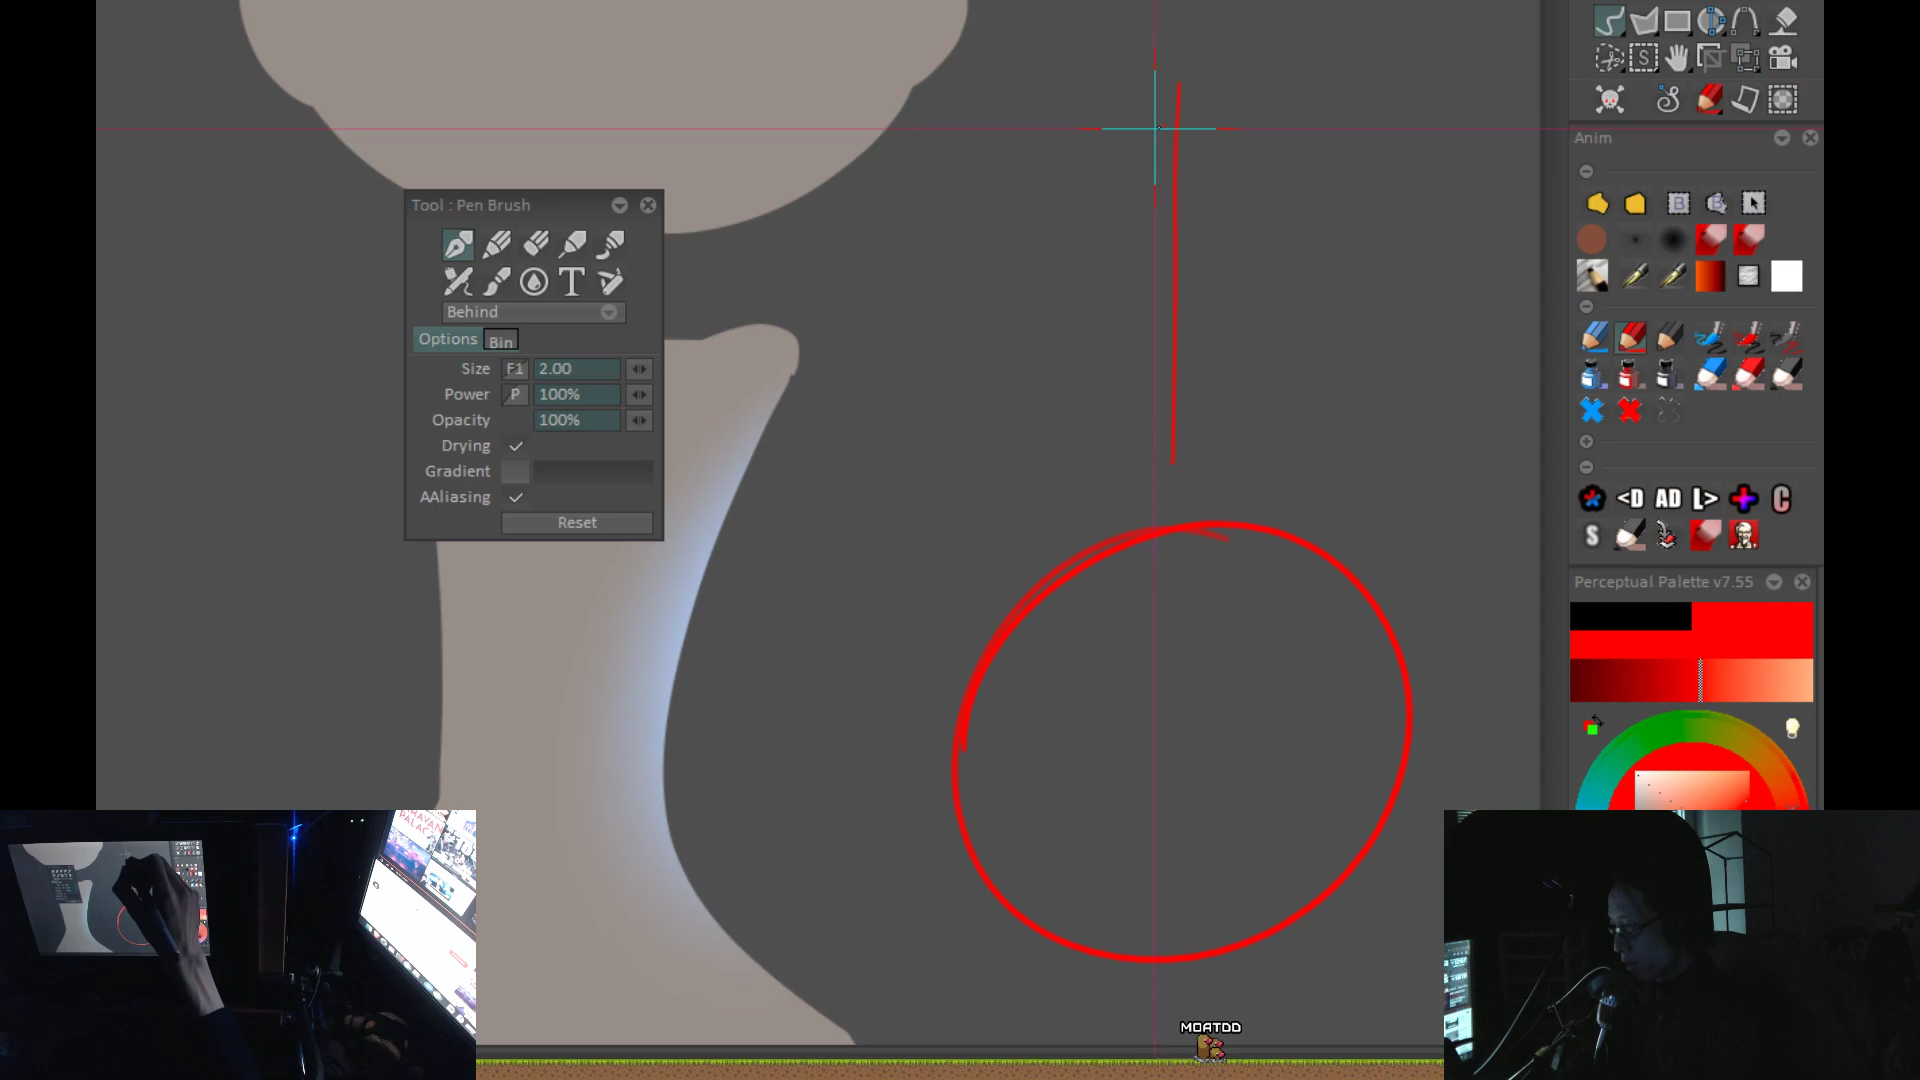 Tool : Pen Brush
T
Behind
Options Bin
Size F1 2.00
Power P 100%
Opacity 100%
Drying
Gradient
AAliasing
Reset
S
Anim
B B
<D AD L> C
S
Perceptual Palette v7.55
MOATDD